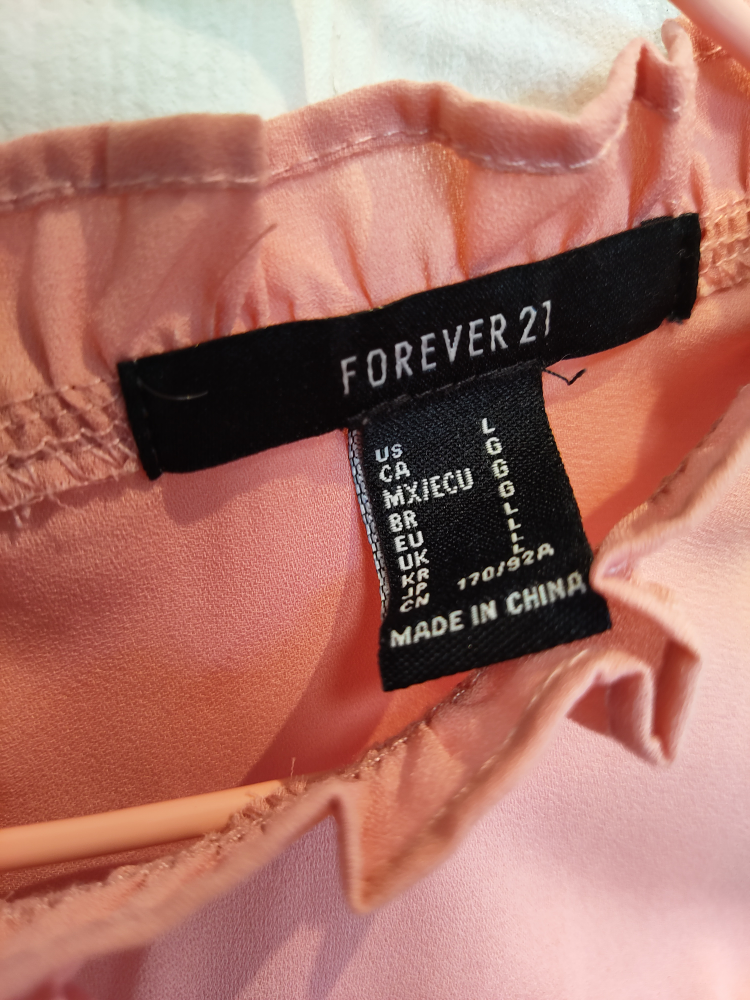 FOREVER 21
US L
CA G
MX/ECU G
BR G
EU L
UK L
KR L
JP L
CN 170/92A
MADE IN CHINA